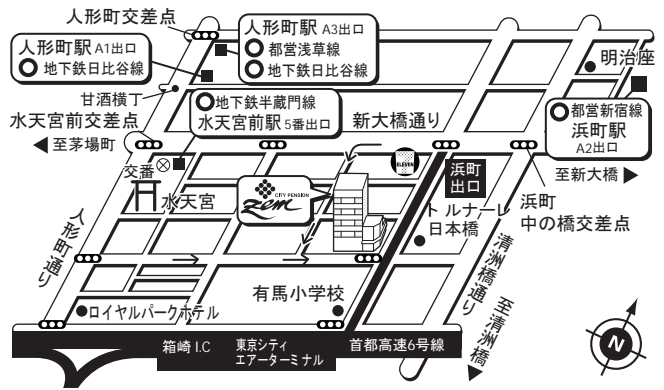 人形町交差点
人形町駅 A1出口
地下鉄日比谷線
人形町駅 A3出口
都営浅草線
地下鉄日比谷線
明治座
甘酒横丁
水天宮前交差点
至茅場町
地下鉄半蔵門線
水天宮前駅 5番出口
新大橋通り
都営新宿線
浜町駅
A2出口
交番
水天宮
CITY PENSION
zem
ELEVEN
浜町
出口
至新大橋
浜町
中の橋交差点
トルナーレ
日本橋
人形町通り
清洲橋通り
至清洲橋
ロイヤルパークホテル
有馬小学校
箱崎 I.C
東京シティ
エアーターミナル
首都高速6号線
N